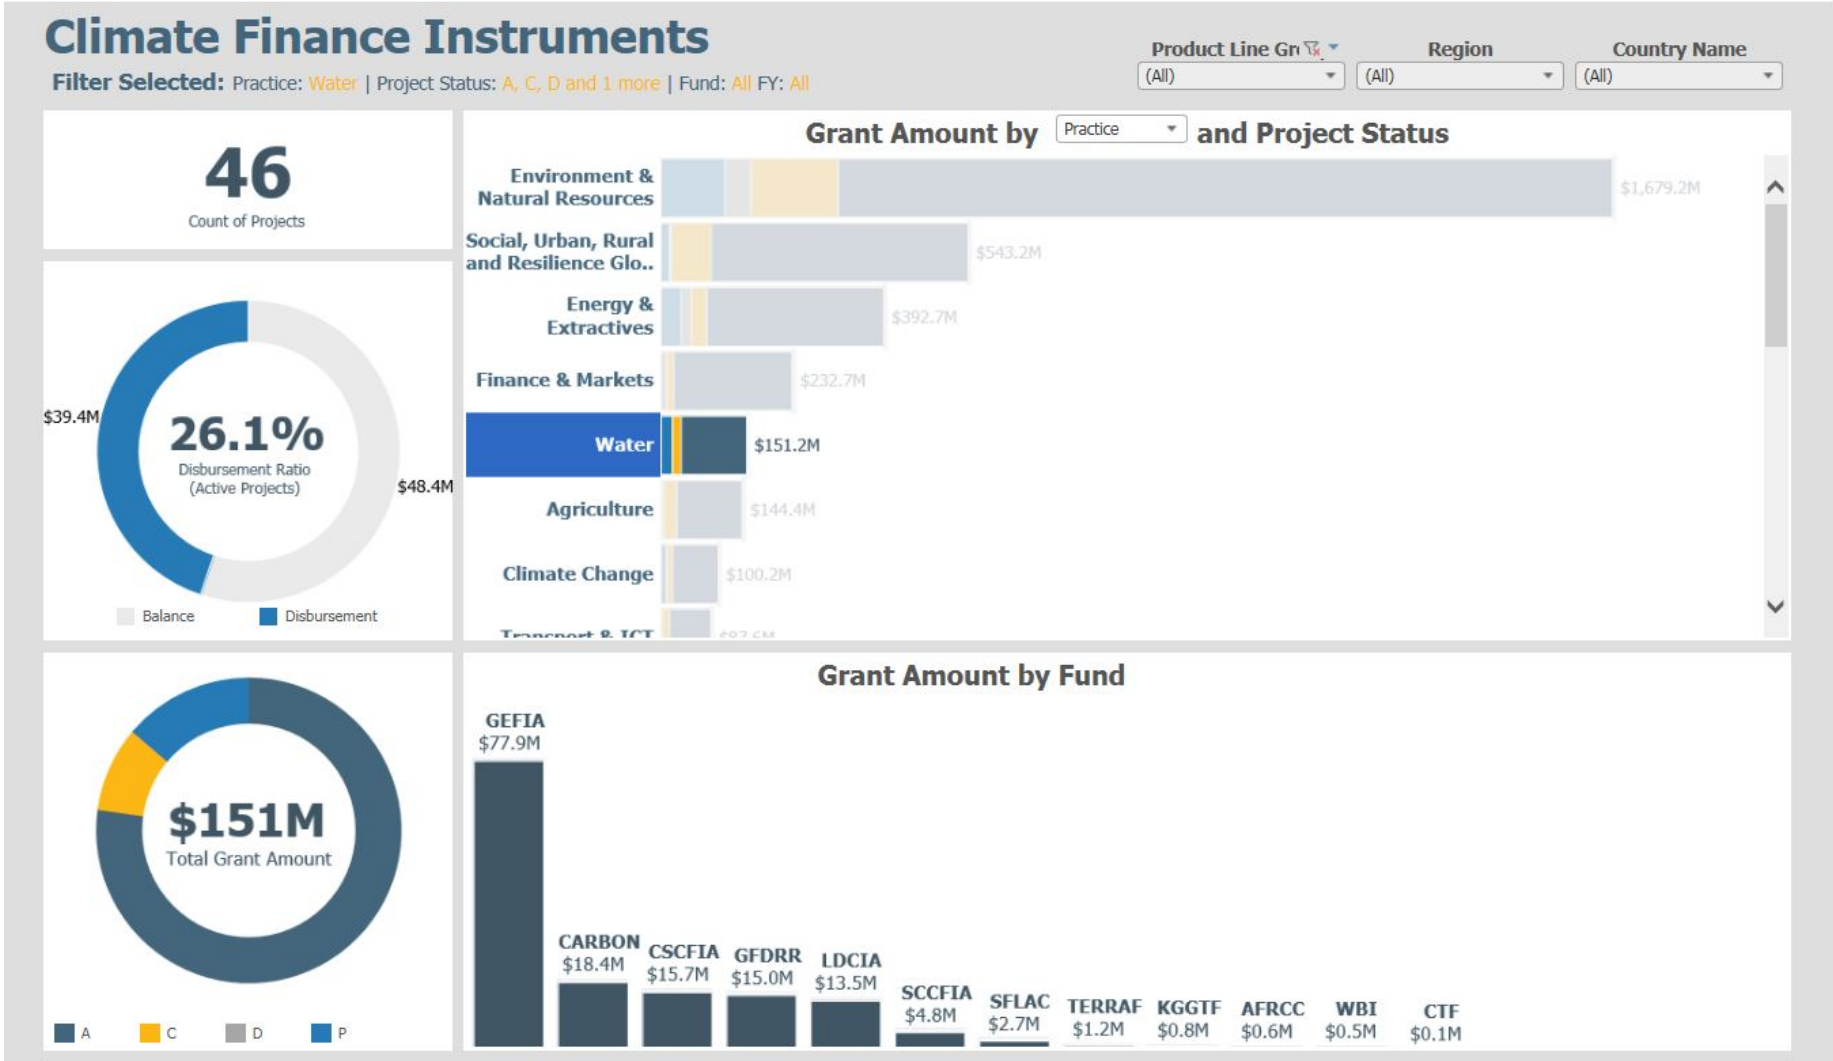 Climate Finance Instruments
Filter Selected: Practice: Water | Project Status: A, C, D and 1 more | Fund: All FY: All
Product Line Gr
Region
Country Name
(All)
(All)
(All)
46
Count of Projects
$39.4M
26.1%
Disbursement Ratio
(Active Projects)
$48.4M
Balance
Disbursement
$151M
Total Grant Amount
A
C
D
P
Grant Amount by Practice and Project Status
Environment &
Natural Resources
$1,679.2M
Social, Urban, Rural
and Resilience Glo..
$543.2M
Energy &
Extractives
$392.7M
Finance & Markets
$232.7M
Water
$151.2M
Agriculture
$144.4M
Climate Change
$100.2M
Transport & ICT
$87.6M
Grant Amount by Fund
GEFIA
$77.9M
CARBON
$18.4M
CSCFIA
$15.7M
GFDRR
$15.0M
LDCIA
$13.5M
SCCFIA
$4.8M
SFLAC
$2.7M
TERRAF
$1.2M
KGGTF
$0.8M
AFRCC
$0.6M
WBI
$0.5M
CTF
$0.1M